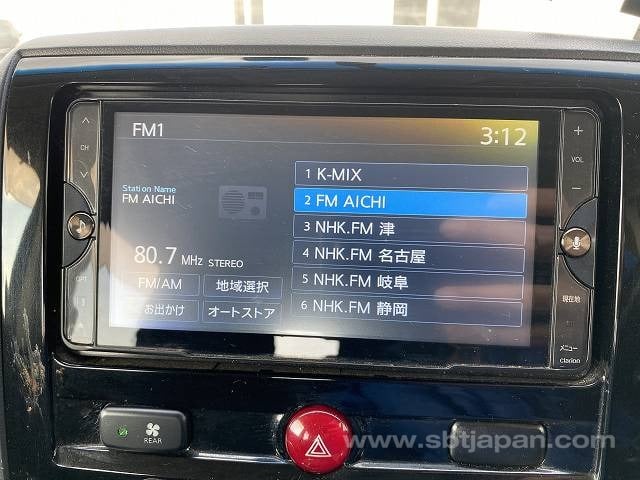 FM1
3:12
CH
VOL
Station Name
FM AICHI
80.7 MHz STEREO
FM/AM
地域選択
お出かけ
オートストア
1 K-MIX
2 FM AICHI
3 NHK.FM 津
4 NHK.FM 名古屋
5 NHK.FM 岐阜
6 NHK.FM 静岡
OPT
現在地
メニュー
Clarion
REAR
www.sbtjapan.com